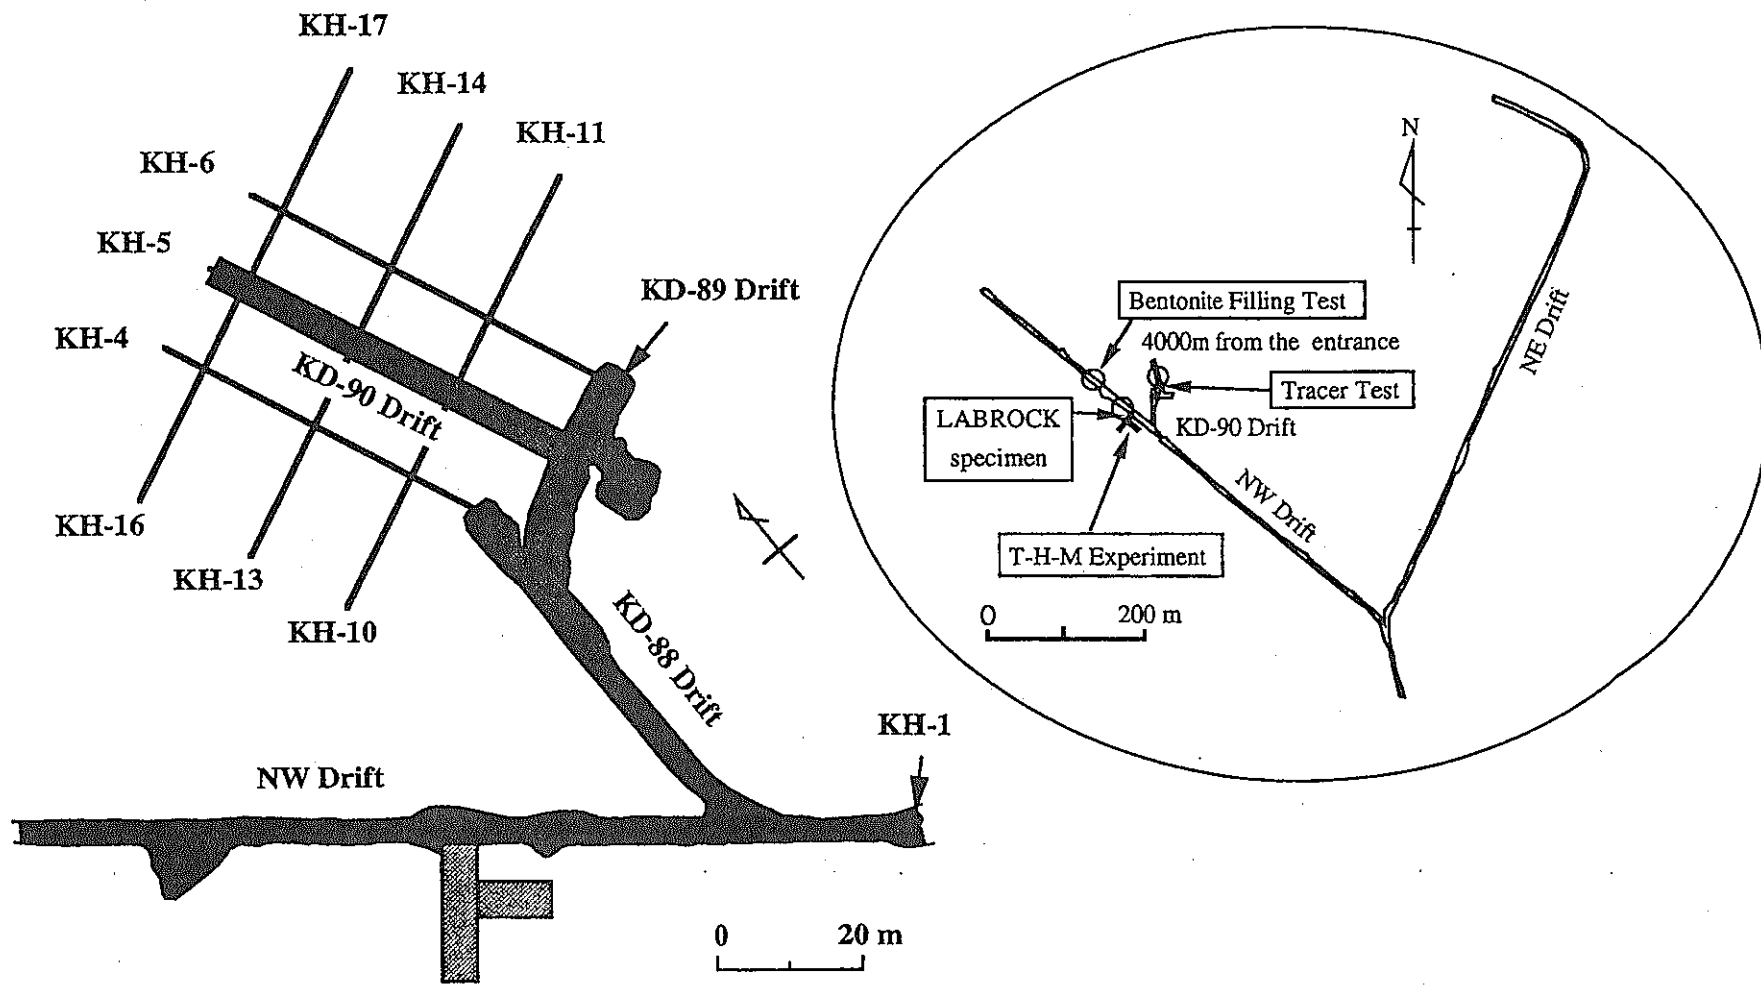 KH-17
KH-14
KH-11
KH-6
KH-5
KD-89 Drift
KH-4
KD-90 Drift
KH-16
KH-13
KH-10
KD-88 Drift
KH-1
NW Drift
0 20 m
N
Bentonite Filling Test
4000m from the entrance
Tracer Test
LABROCK
specimen
KD-90 Drift
NE Drift
NW Drift
T-H-M Experiment
0 200 m